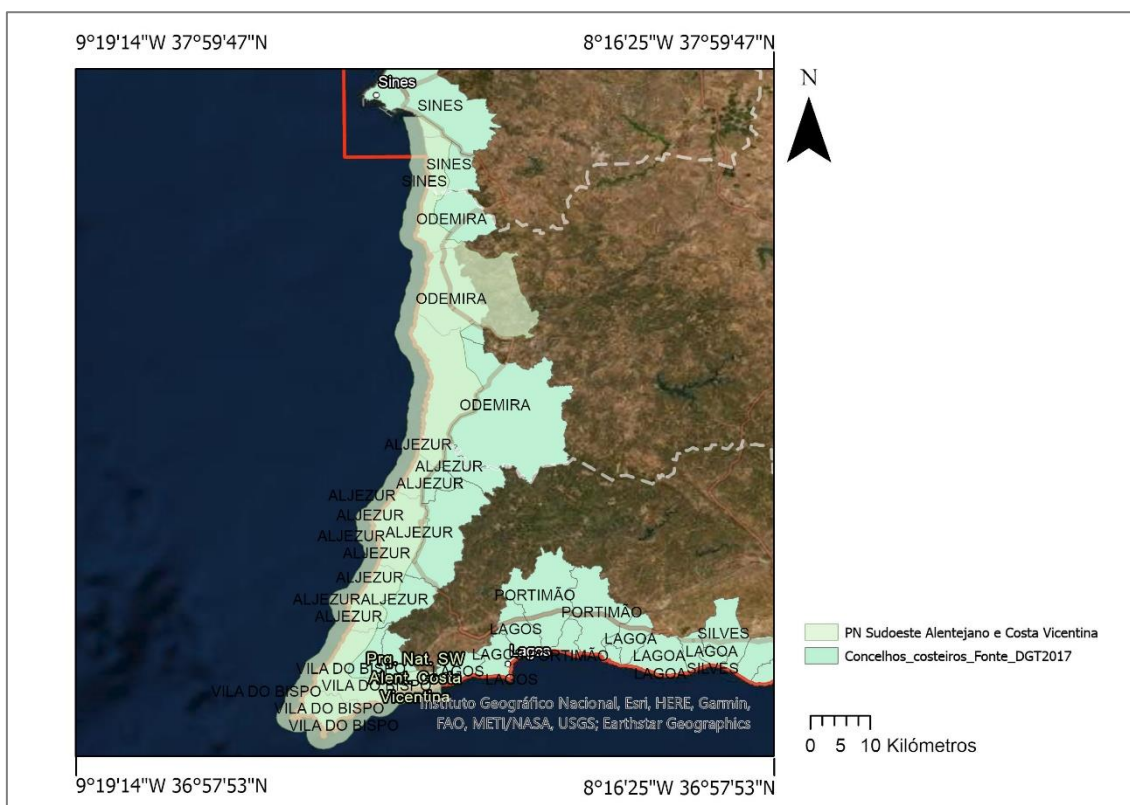 9°19'14"W 37°59'47"N
8°16'25"W 37°59'47"N
N
Sines
SINES
SINES
SINES
ODEMIRA
ODEMIRA
ODEMIRA
ALJEZUR
ALJEZUR
ALJEZUR
ALJEZUR
ALJEZUR
ALJEZUR
ALJEZUR
ALJEZUR
ALJEZUR
ALJEZUR
ALJEZUR
ALJEZUR
PORTIMÃO
PORTIMÃO
LAGOS
LAGOA
SILVES
LAGOS
Lagos
PORTIMÃO
LAGOA
LAGOA
VILA DO BISPO
Prq. Nat. SW
Alent. Costa
Vicentina
LAGOS
LAGOS
LAGOA
SILVES
VILA DO BISPO
VILA DO BISPO
VILA DO BISPO
VILA DO BISPO
Instituto Geográfico Nacional, Esri, HERE, Garmin,
FAO, METI/NASA, USGS; Earthstar Geographics
PN Sudoeste Alentejano e Costa Vicentina
Concelhos_costeiros_Fonte_DGT2017
0 5 10 Kilómetros
9°19'14"W 36°57'53"N
8°16'25"W 36°57'53"N